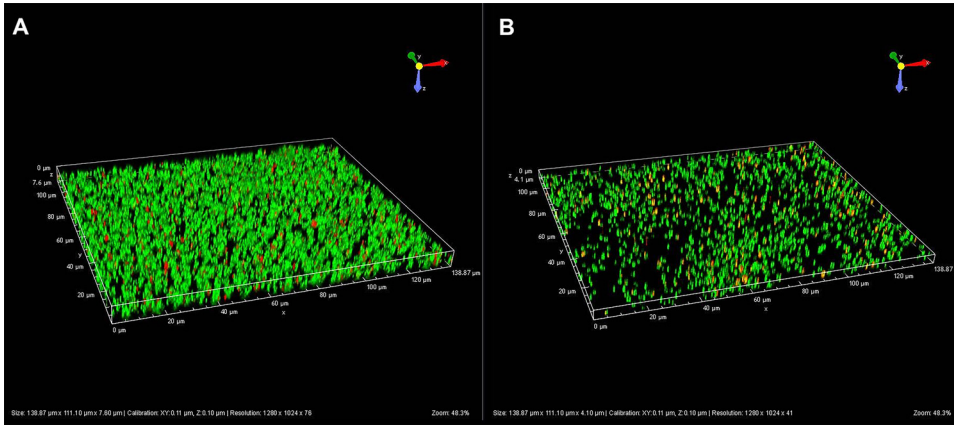 A
y
x
z
0 µm
z
7.6 µm
100 µm
80 µm
60 µm
y
40 µm
20 µm
0 µm
20 µm
40 µm
60 µm
80 µm
x
100 µm
120 µm
138.87 µm
Size: 138.87 µm x 111.10 µm x 7.60 µm | Calibration: XY:0.11 µm, Z:0.10 µm | Resolution: 1280 x 1024 x 76
Zoom: 48.3%
B
y
x
z
0 µm
z
4.1 µm
100 µm
80 µm
60 µm
y
40 µm
20 µm
0 µm
20 µm
40 µm
60 µm
80 µm
x
100 µm
120 µm
138.87
Size: 138.87 µm x 111.10 µm x 4.10 µm | Calibration: XY:0.11 µm, Z:0.10 µm | Resolution: 1280 x 1024 x 41
Zoom: 48.3%